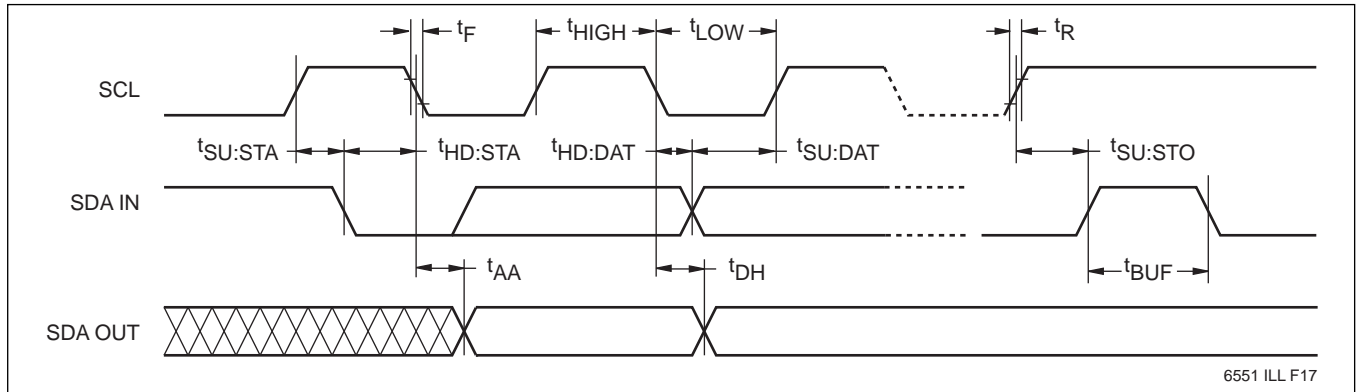 tF
tHIGH
tLOW
tR
SCL
tSU:STA
tHD:STA
tHD:DAT
tSU:DAT
tSU:STO
SDA IN
tAA
tDH
tBUF
SDA OUT
6551 ILL F17